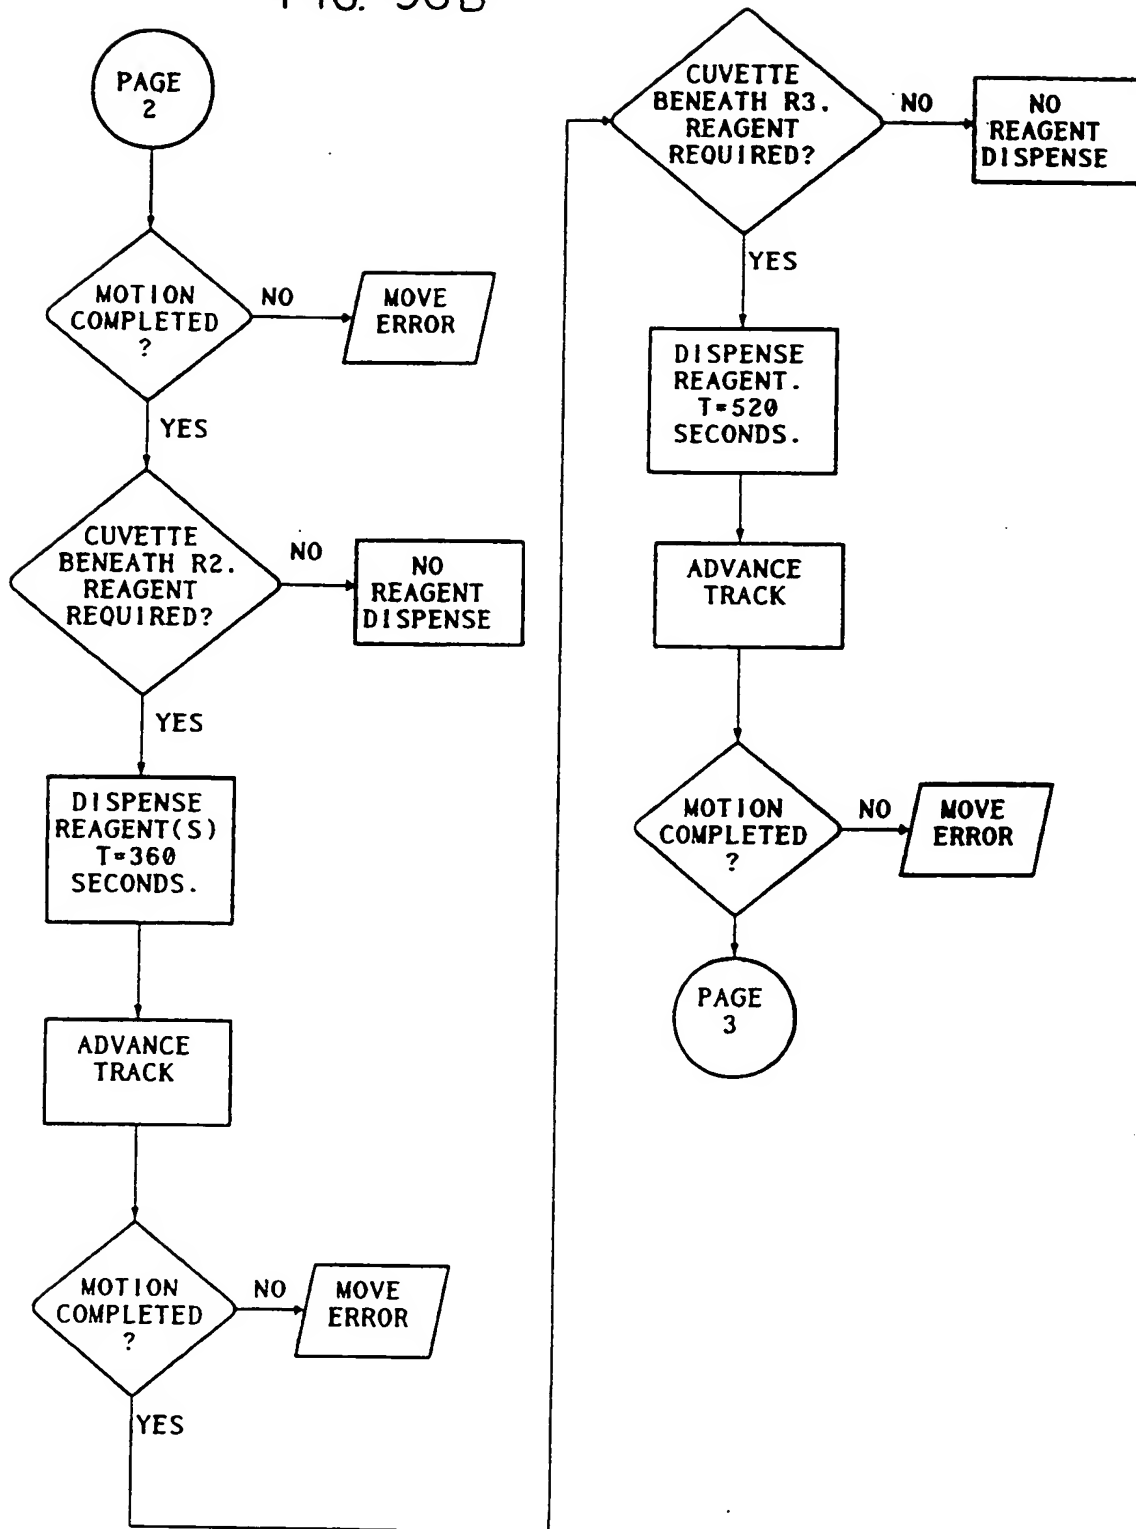 PAGE
2
MOTION
COMPLETED
?
NO
MOVE
ERROR
YES
CUVETTE
BENEATH R2.
REAGENT
REQUIRED?
NO
NO
REAGENT
DISPENSE
YES
DISPENSE
REAGENT(S)
T=360
SECONDS.
ADVANCE
TRACK
MOTION
COMPLETED
?
NO
MOVE
ERROR
YES
CUVETTE
BENEATH R3.
REAGENT
REQUIRED?
NO
NO
REAGENT
DISPENSE
YES
DISPENSE
REAGENT.
T=520
SECONDS.
ADVANCE
TRACK
MOTION
COMPLETED
?
NO
MOVE
ERROR
PAGE
3